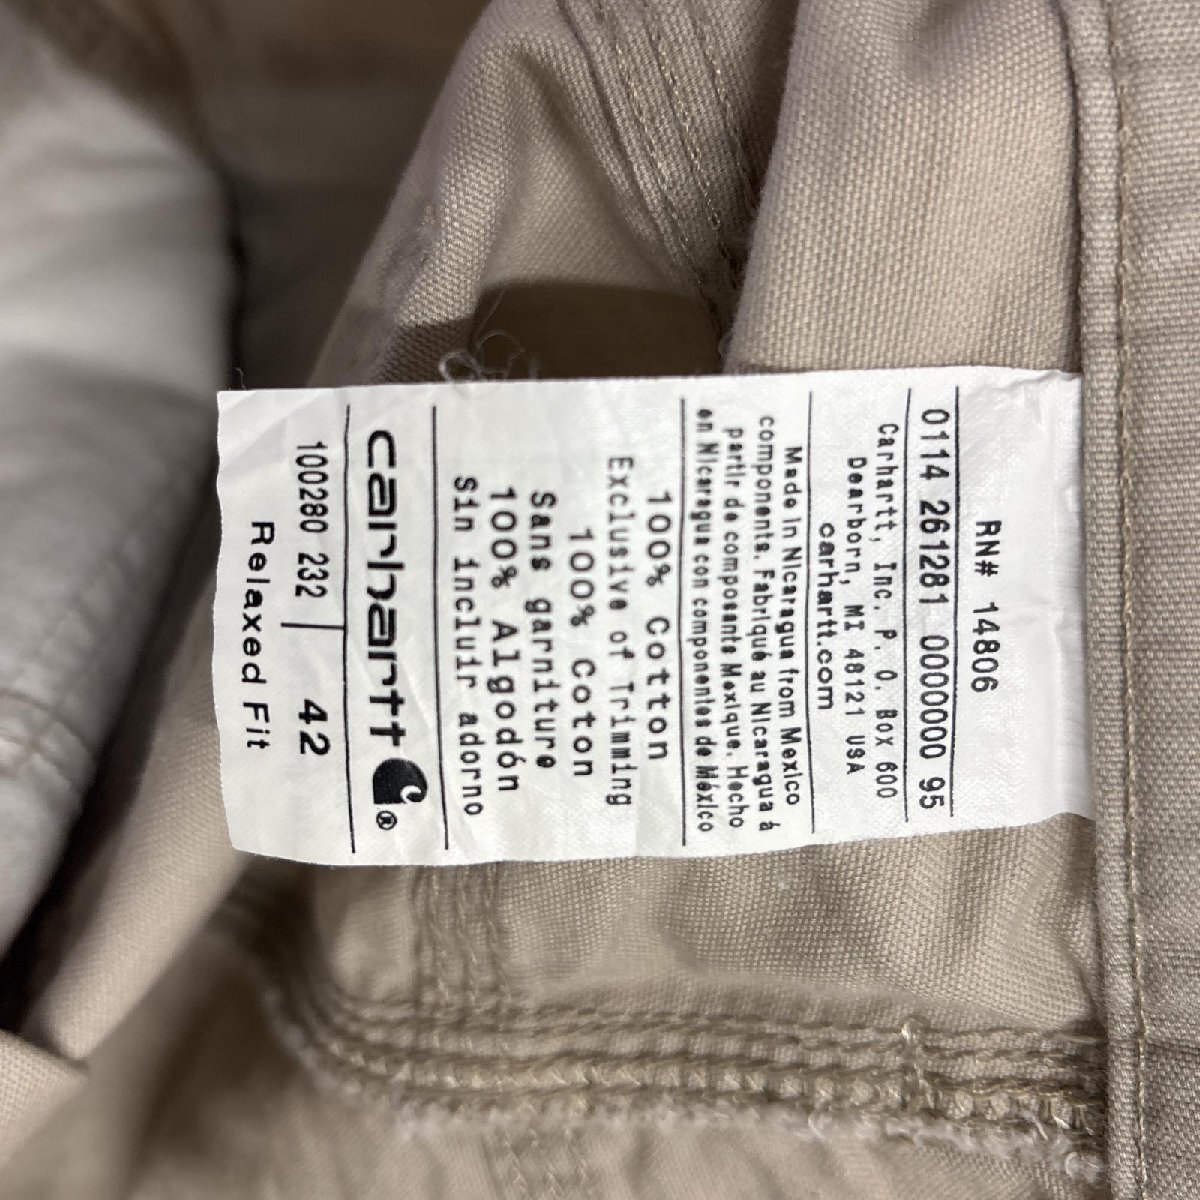 RN# 14806
0114 261281 0000000 95
Carhartt, Inc. P. O. Box 600
Dearborn, MI 48121 USA
carhartt.com
Made in Nicaragua from Mexico
components. Fabriqué au Nicaragua à
partir de composants Mexique. Hecho
en Nicaragua con componentes de México
100% Cotton
Exclusive of Trimming
100% Coton
Sans garniture
100% Algodón
Sin incluir adorno
carhartt®
100280 232 | 42
Relaxed Fit